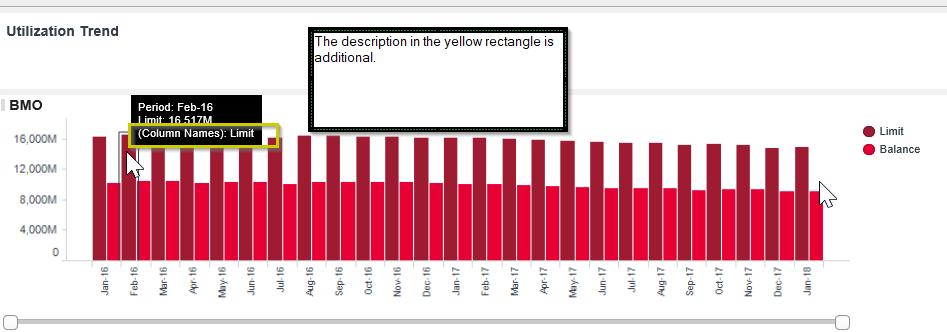 Utilization Trend
The description in the yellow rectangle is
additional.
BMO
Period: Feb-16
Limit: 16,517M
(Column Names): Limit
16,000M
12,000M
8,000M
4,000M
0
Limit
Balance
Jan-16
Feb-16
Mar-16
Apr-16
May-16
Jun-16
Jul-16
Aug-16
Sep-16
Oct-16
Nov-16
Dec-16
Jan-17
Feb-17
Mar-17
Apr-17
May-17
Jun-17
Jul-17
Aug-17
Sep-17
Oct-17
Nov-17
Dec-17
Jan-18